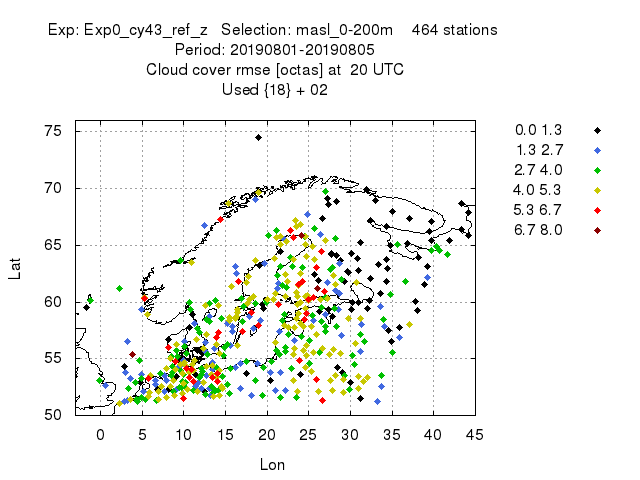 Exp: Exp0_cy43_ref_z Selection: masl_0-200m 464 stations
Period: 20190801-20190805
Cloud cover rmse [octas] at 20 UTC
Used {18} + 02
75
70
65
60
55
50
Lat
0 5 10 15 20 25 30 35 40 45
Lon
0.0 1.3
1.3 2.7
2.7 4.0
4.0 5.3
5.3 6.7
6.7 8.0